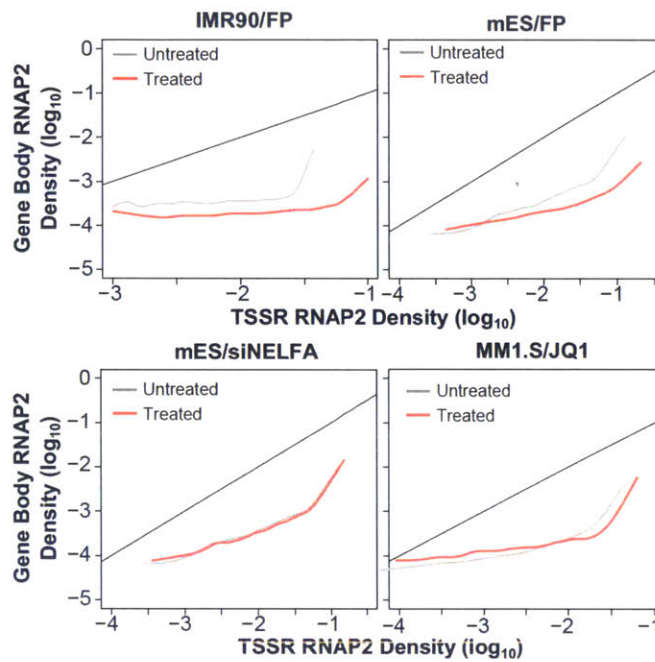 IMR90/FP
mES/FP
Gene Body RNAP2
Density (log10)
0
−1
−2
−3
−4
−5
Untreated
Treated
Untreated
Treated
−3
−2
−1
−4
−3
−2
−1
0
TSSR RNAP2 Density (log10)
mES/siNELFA
MM1.S/JQ1
Gene Body RNAP2
Density (log10)
0
−1
−2
−3
−4
−5
Untreated
Treated
Untreated
Treated
−4
−3
−2
−1
0
−4
−3
−2
−1
TSSR RNAP2 Density (log10)